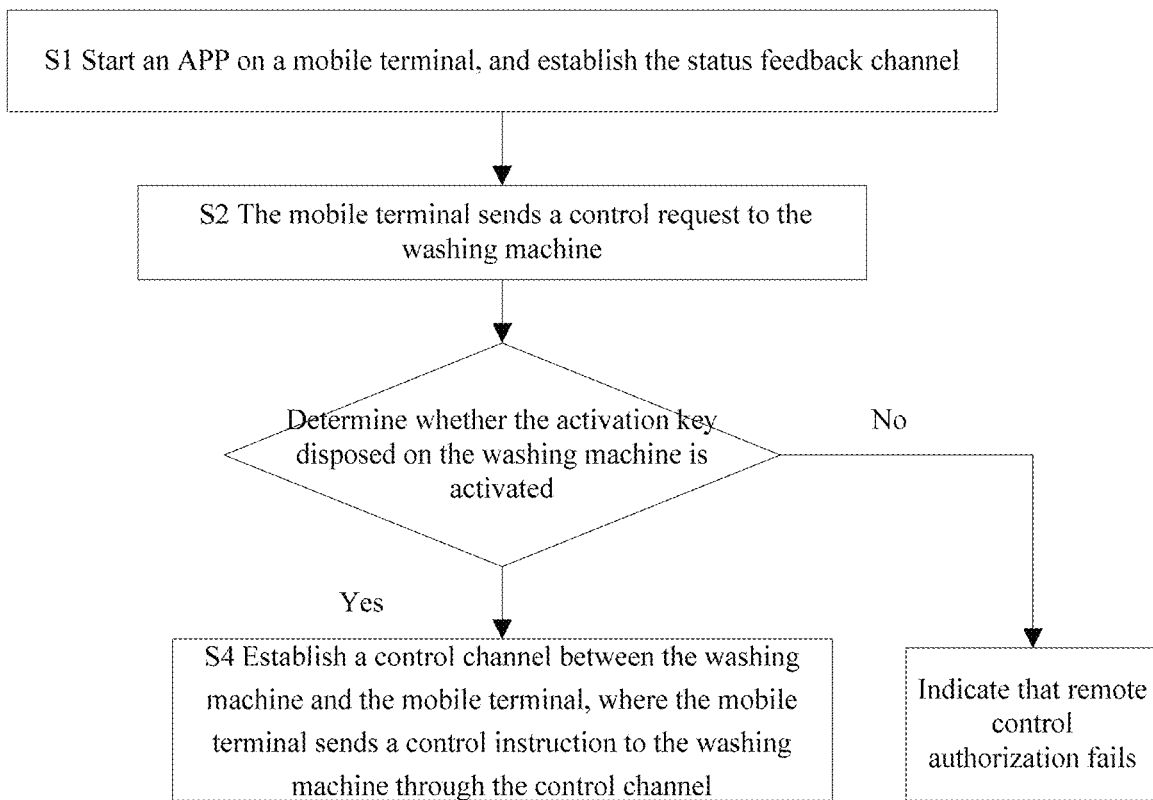 S1 Start an APP on a mobile terminal, and establish the status feedback channel
S2 The mobile terminal sends a control request to the
washing machine
Determine whether the activation key
disposed on the washing machine is
activated
No
Yes
S4 Establish a control channel between the washing
machine and the mobile terminal, where the mobile
terminal sends a control instruction to the washing
machine through the control channel
Indicate that remote
control
authorization fails